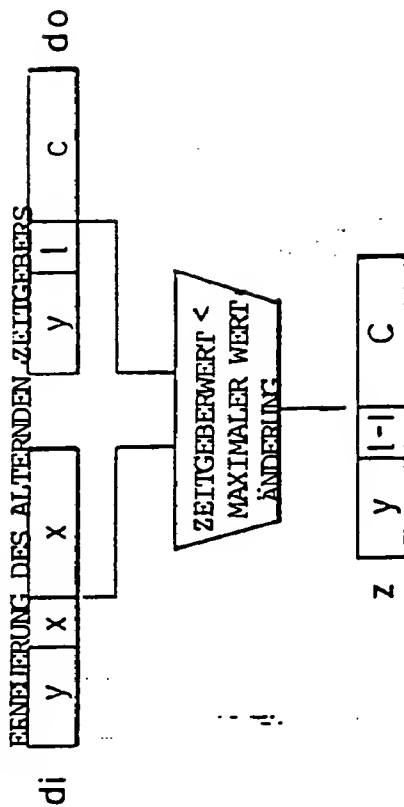 ERNEUERUNG DES ALTERNDEN ZEITGEBERS
di y x x
y l c do
ZEITGEBERWERT <
MAXIMALER WERT
ÄNDERUNG
z y l-l c